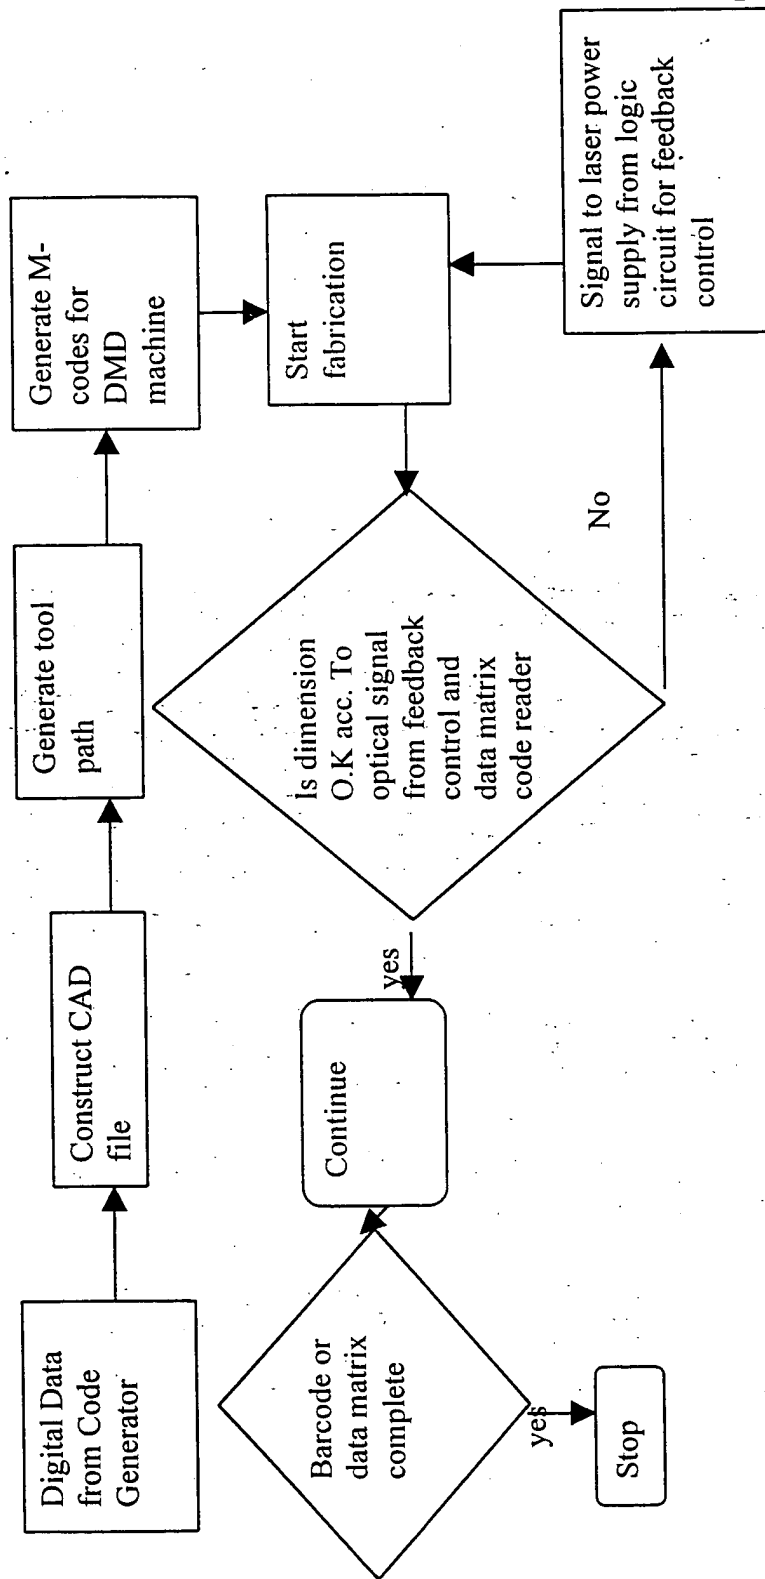 Digital Data
from Code
Generator
Construct CAD
file
Generate tool
path
Generate M-
codes for
DMD
machine
Start
fabrication
Is dimension
O.K acc. To
optical signal
from feedback
control and
data matrix
code reader
No
Signal to laser power
supply from logic
circuit for feedback
control
yes
Continue
Barcode or
data matrix
complete
yes
Stop